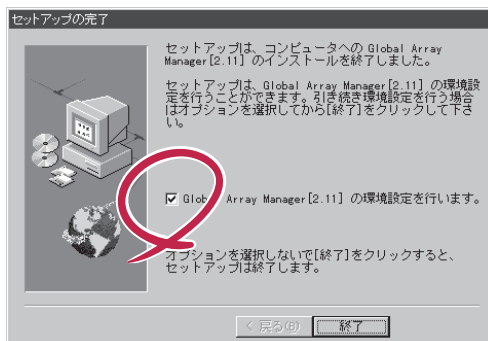 セットアップの完了
セットアップは、コンピュータへの Global Array
Manager[2.11] のインストールを終了しました。
セットアップは、Global Array Manager[2.11] の環境設
定を行うことができます。引き続き環境設定を行う場合
はオプションを選択してから[終了]をクリックして下さ
い。
Global Array Manager[2.11] の環境設定を行います。
オプションを選択しないで[終了]をクリックすると、
セットアップは終了します。
< 戻る(B)
終了